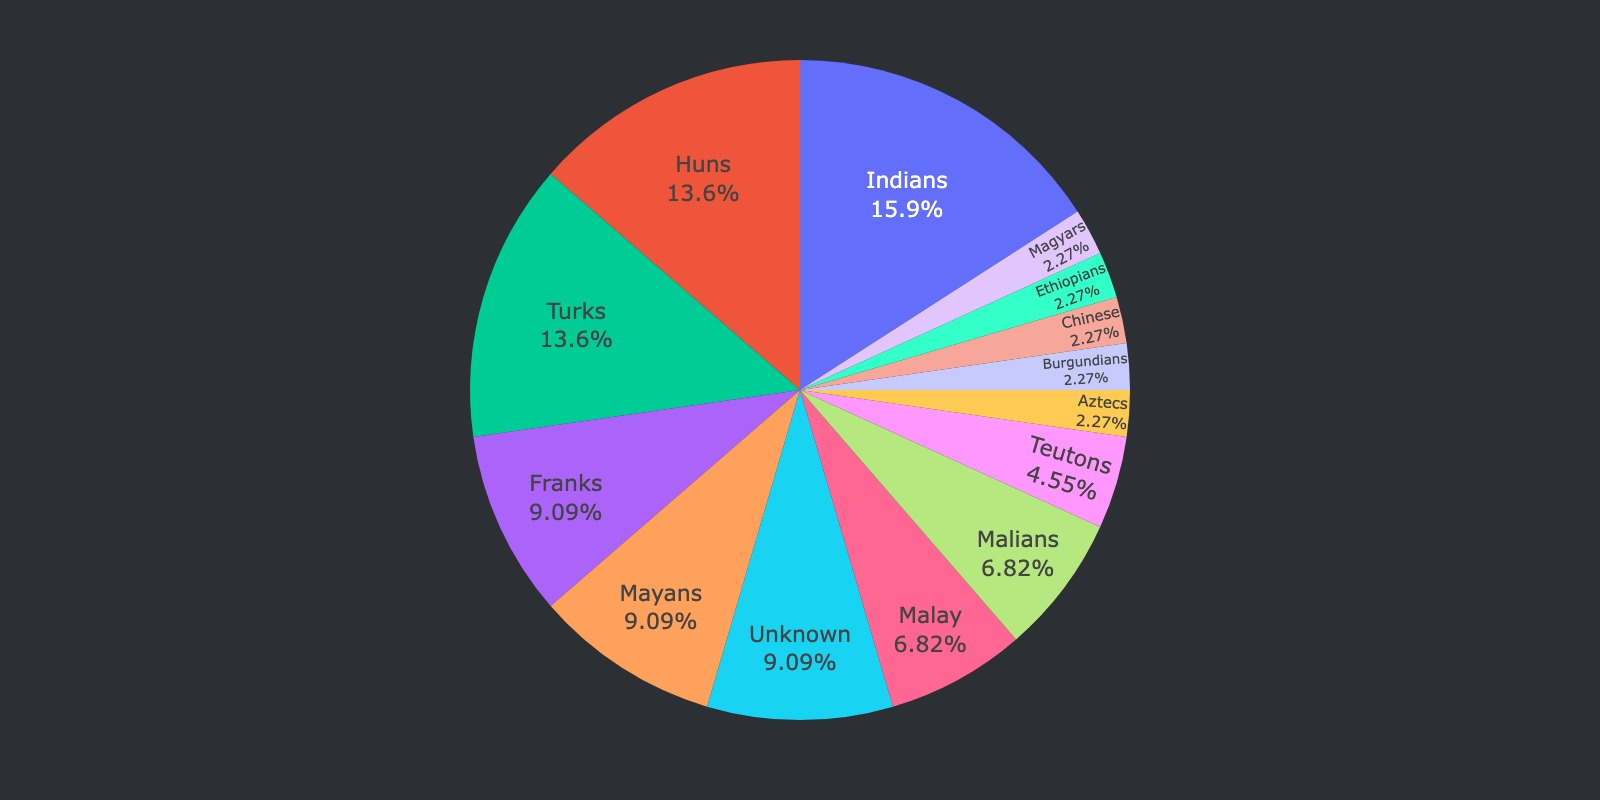 Huns
13.6%
Indians
15.9%
Magyars
2.27%
Ethiopians
2.27%
Chinese
2.27%
Burgundians
2.27%
Aztecs
2.27%
Teutons
4.55%
Malians
6.82%
Malay
6.82%
Unknown
9.09%
Mayans
9.09%
Franks
9.09%
Turks
13.6%